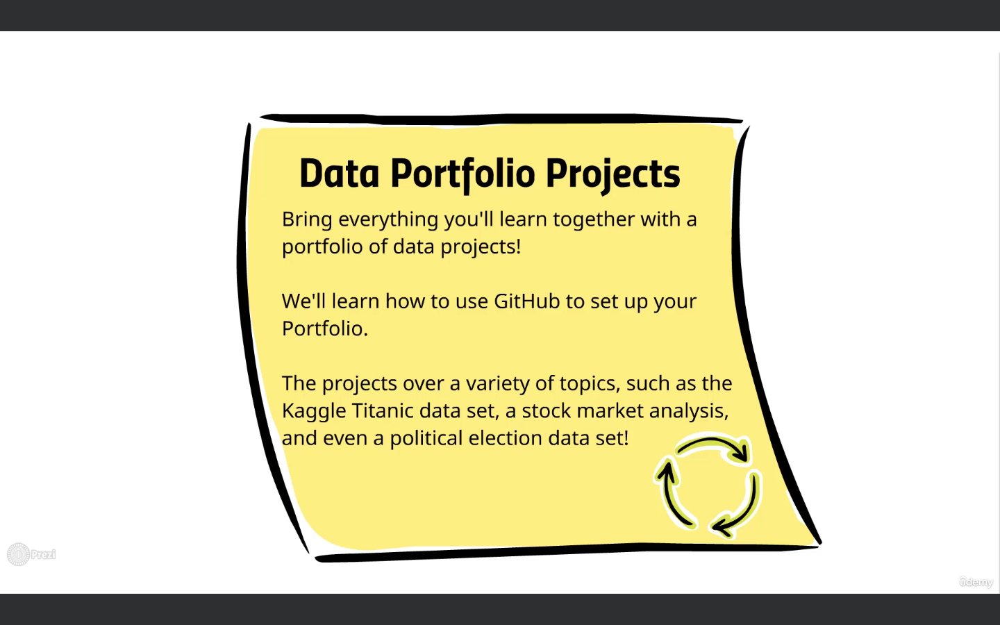 Data Portfolio Projects
Bring everything you'll learn together with a
portfolio of data projects!
We'll learn how to use GitHub to set up your
Portfolio.
The projects over a variety of topics, such as the
Kaggle Titanic data set, a stock market analysis,
and even a political election data set!
Prezi
ûdemy